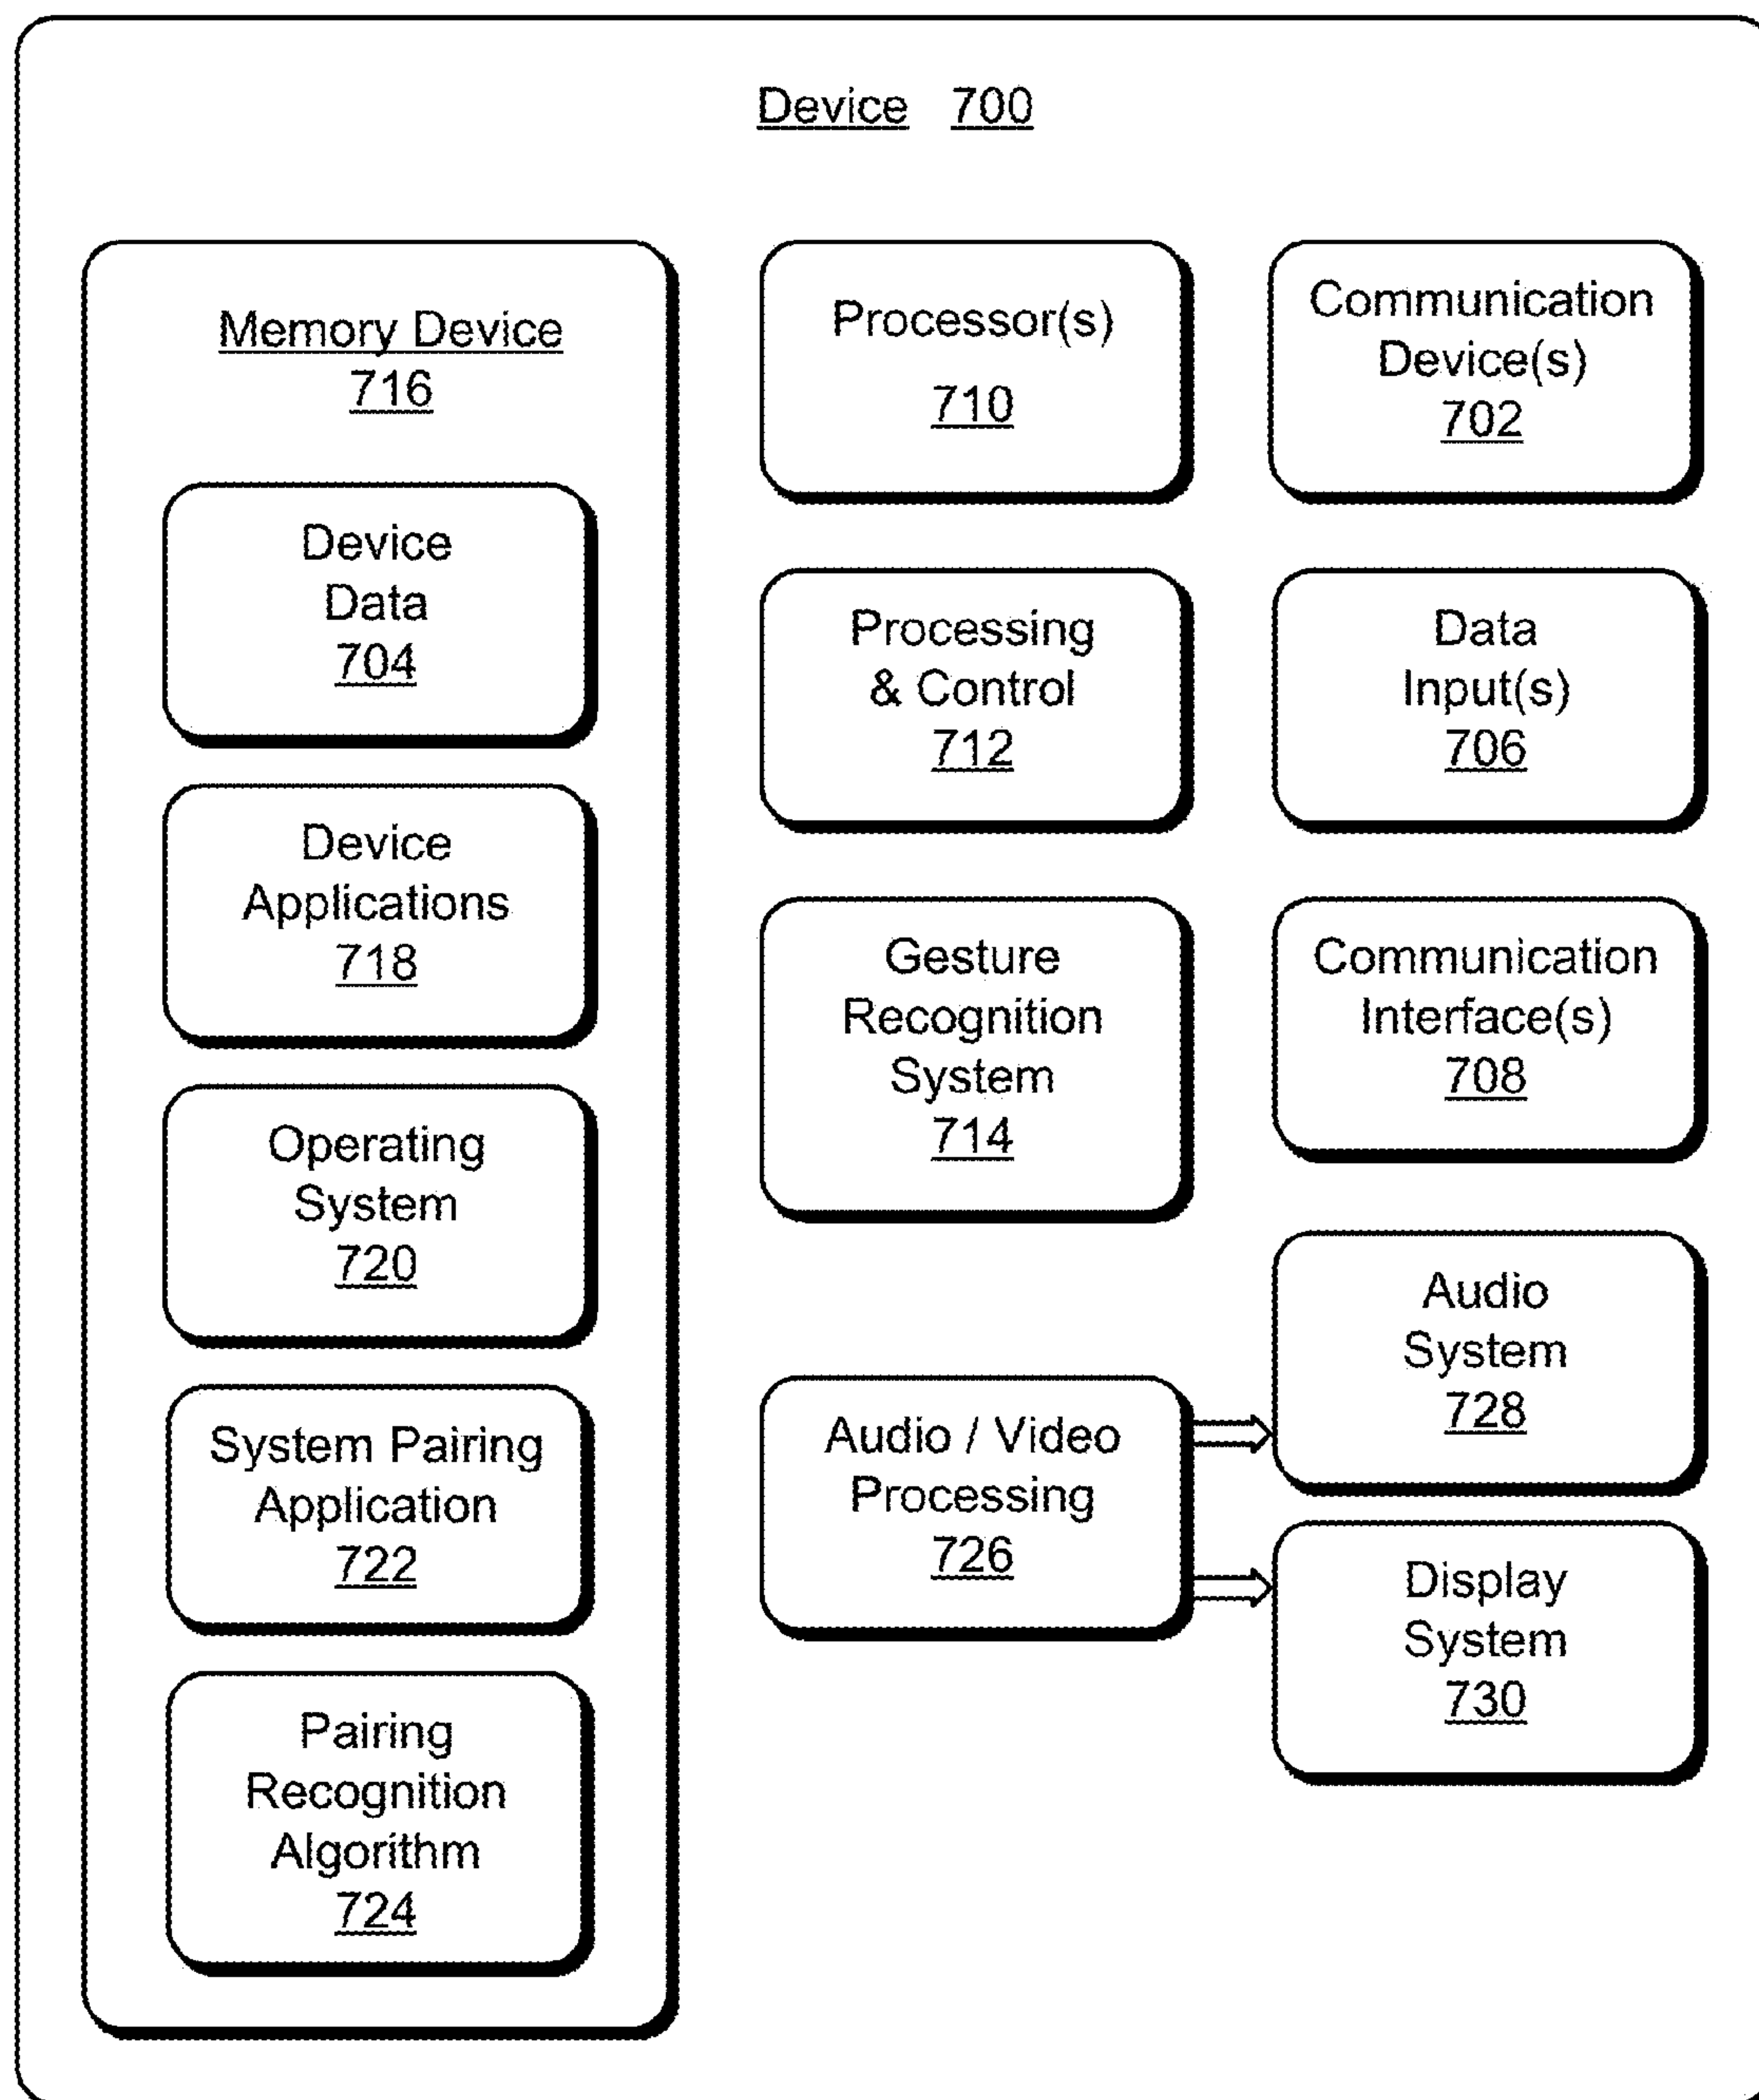 Device 700
Memory Device
716
Device
Data
704
Device
Applications
718
Operating
System
720
System Pairing
Application
722
Pairing
Recognition
Algorithm
724
Processor(s)
710
Processing
& Control
712
Gesture
Recognition
System
714
Audio / Video
Processing
726
Communication
Device(s)
702
Data
Input(s)
706
Communication
Interface(s)
708
Audio
System
728
Display
System
730